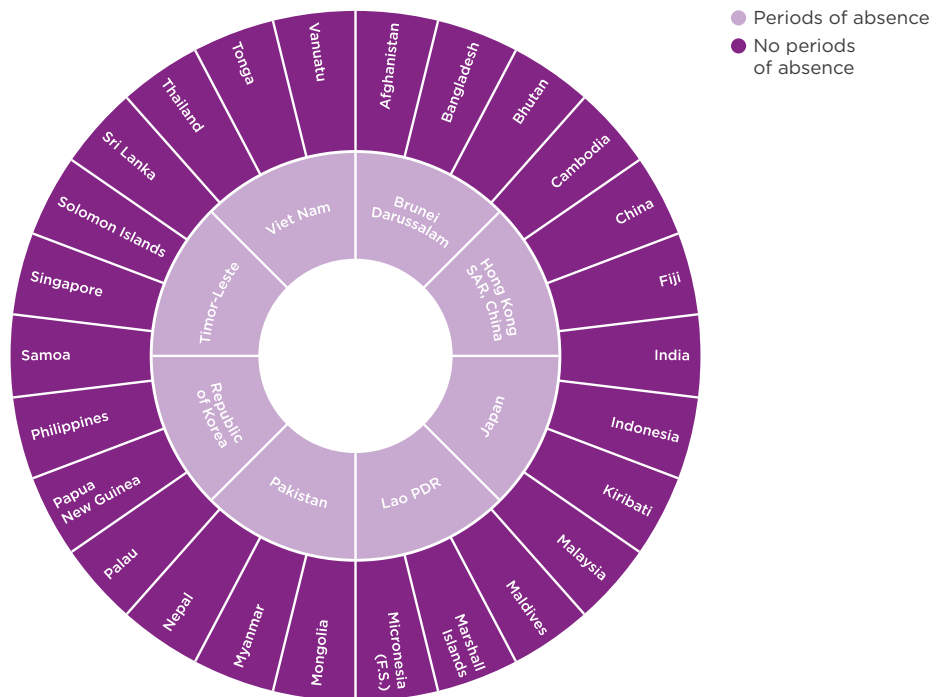 Periods of absence
No periods
of absence
Afghanistan
Bangladesh
Bhutan
Cambodia
China
Fiji
India
Indonesia
Kiribati
Malaysia
Maldives
Marshall
Islands
Micronesia
(F.S.)
Mongolia
Myanmar
Nepal
Palau
Papua
New Guinea
Philippines
Samoa
Singapore
Solomon Islands
Sri Lanka
Thailand
Tonga
Vanuatu
Brunei
Darussalam
Hong Kong
SAR, China
Japan
Lao PDR
Pakistan
Republic
of Korea
Timor-Leste
Viet Nam